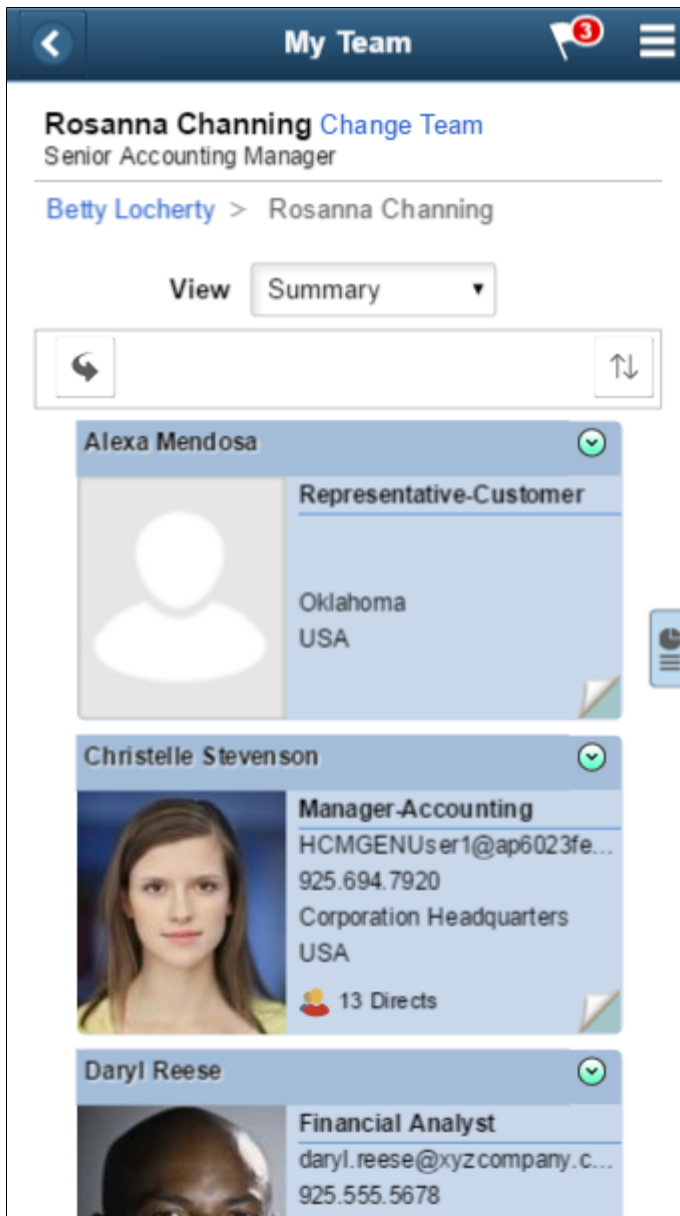 My Team
3
Rosanna Channing Change Team
Senior Accounting Manager
Betty Locherty > Rosanna Channing
View Summary
Alexa Mendosa
Representative-Customer
Oklahoma
USA
Christelle Stevenson
Manager-Accounting
HCMGENUser1@ap6023fe...
925.694.7920
Corporation Headquarters
USA
13 Directs
Daryl Reese
Financial Analyst
daryl.reese@xyzcompany.c...
925.555.5678